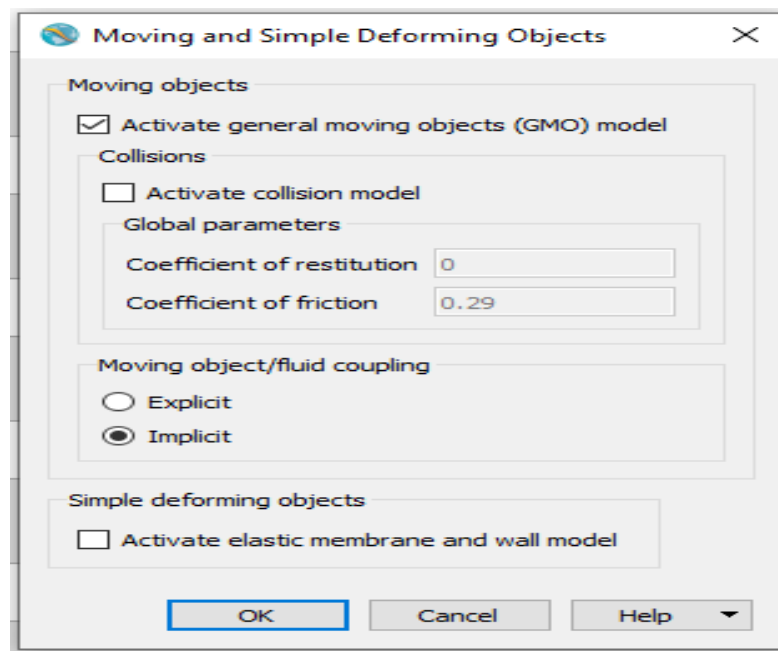 Moving and Simple Deforming Objects
Moving objects
Activate general moving objects (GMO) model
Collisions
Activate collision model
Global parameters
Coefficient of restitution 0
Coefficient of friction 0.29
Moving object/fluid coupling
Explicit
Implicit
Simple deforming objects
Activate elastic membrane and wall model
OK Cancel Help